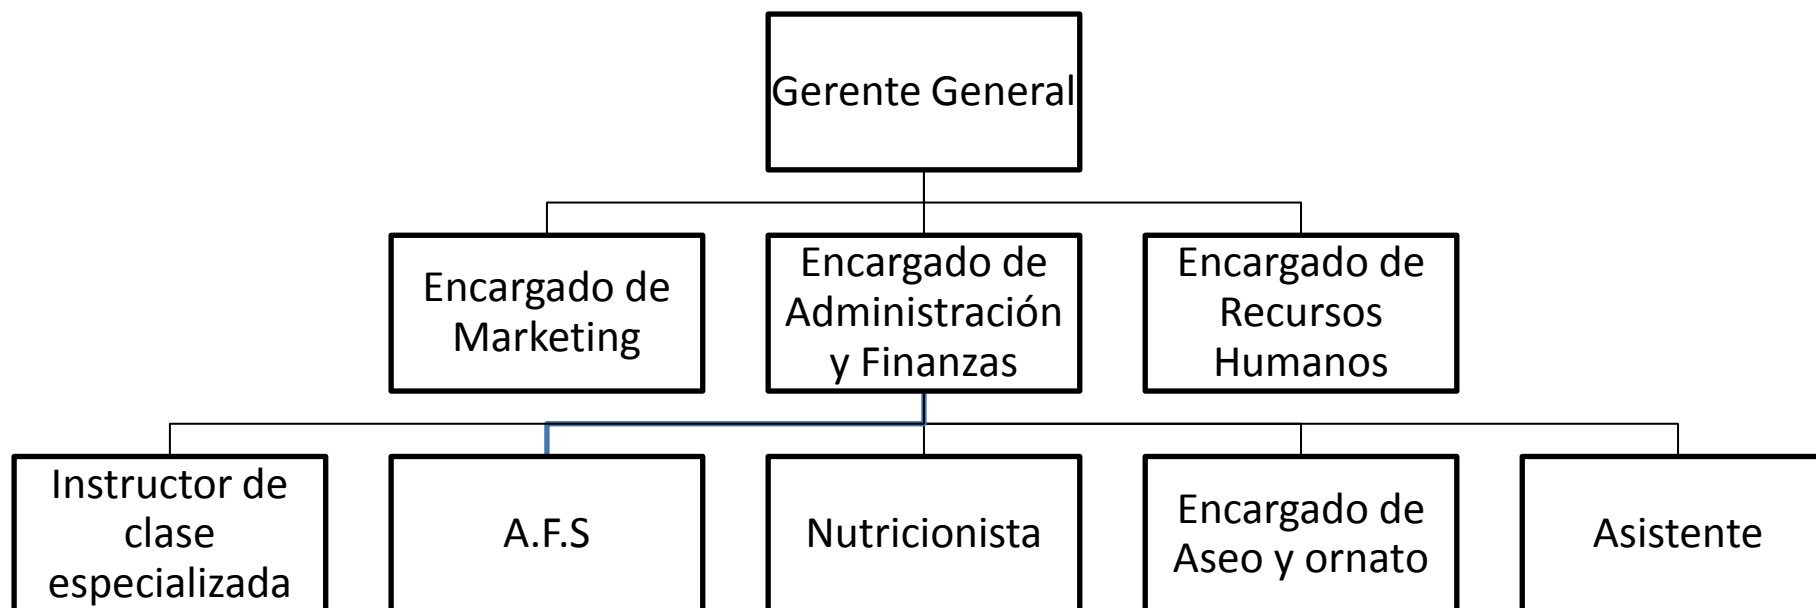 Gerente General
Encargado de
Marketing
Encargado de
Administración
y Finanzas
Encargado de
Recursos
Humanos
Instructor de
clase
especializada
A.F.S
Nutricionista
Encargado de
Aseo y ornato
Asistente